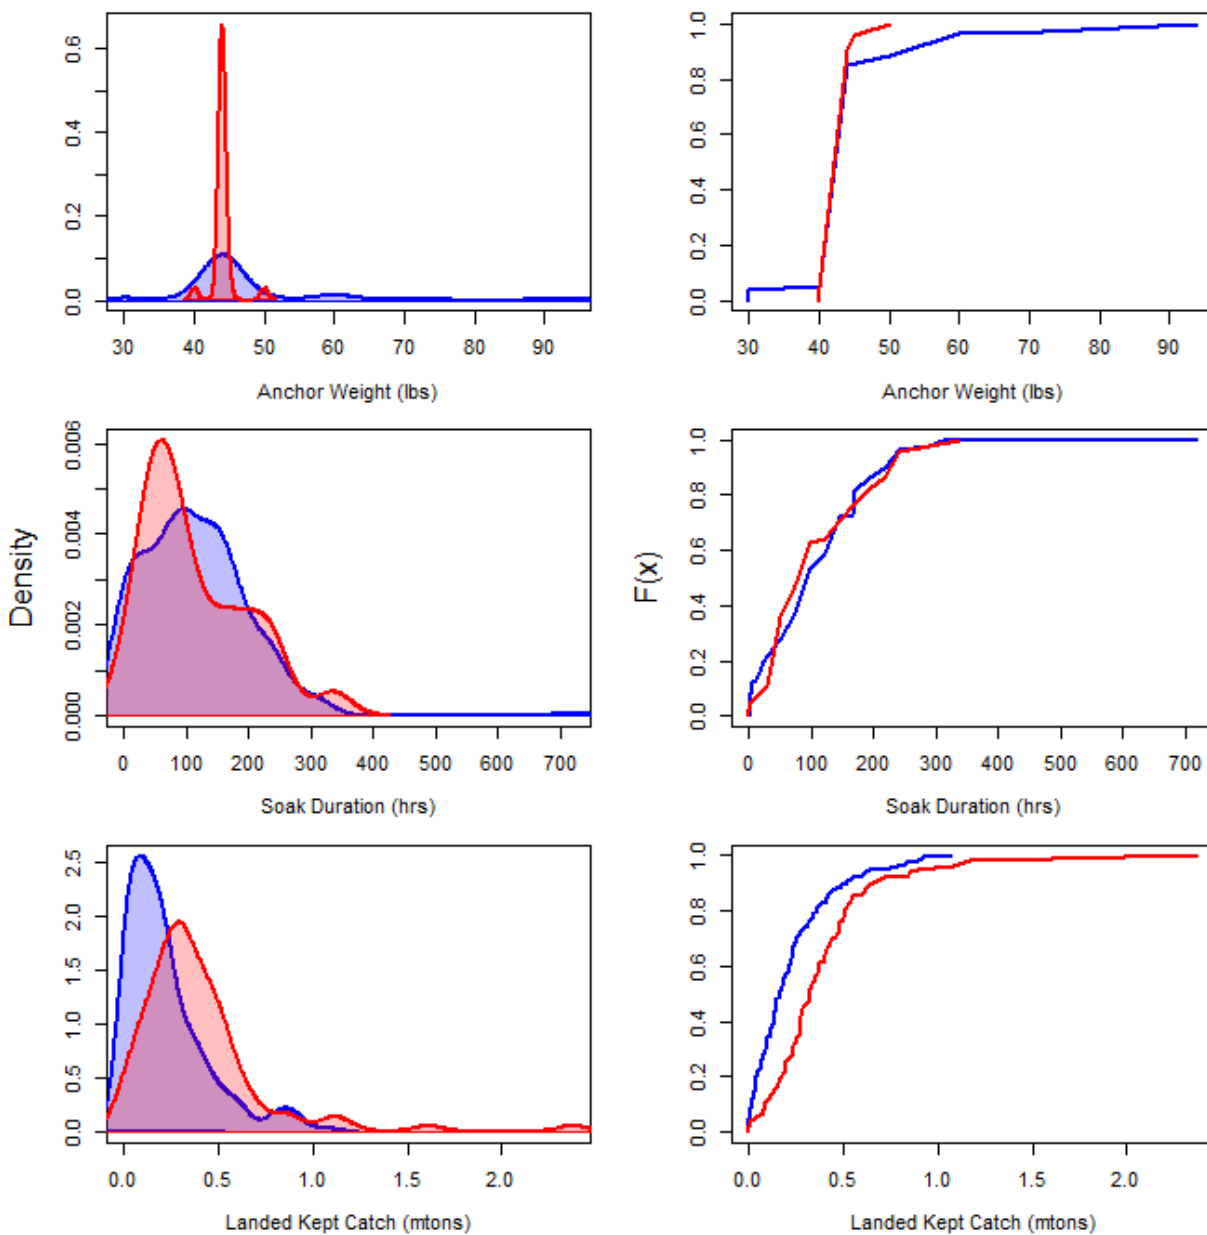 0.0 0.2 0.4 0.6
30 40 50 60 70 80 90
Anchor Weight (lbs)
0.0 0.2 0.4 0.6 0.8 1.0
30 40 50 60 70 80 90
Anchor Weight (lbs)
Density
0.000 0.002 0.004 0.006
0 100 200 300 400 500 600 700
Soak Duration (hrs)
F(x)
0.0 0.2 0.4 0.6 0.8 1.0
0 100 200 300 400 500 600 700
Soak Duration (hrs)
0.0 0.5 1.0 1.5 2.0 2.5
0.0 0.5 1.0 1.5 2.0
Landed Kept Catch (mtons)
0.0 0.2 0.4 0.6 0.8 1.0
0.0 0.5 1.0 1.5 2.0
Landed Kept Catch (mtons)